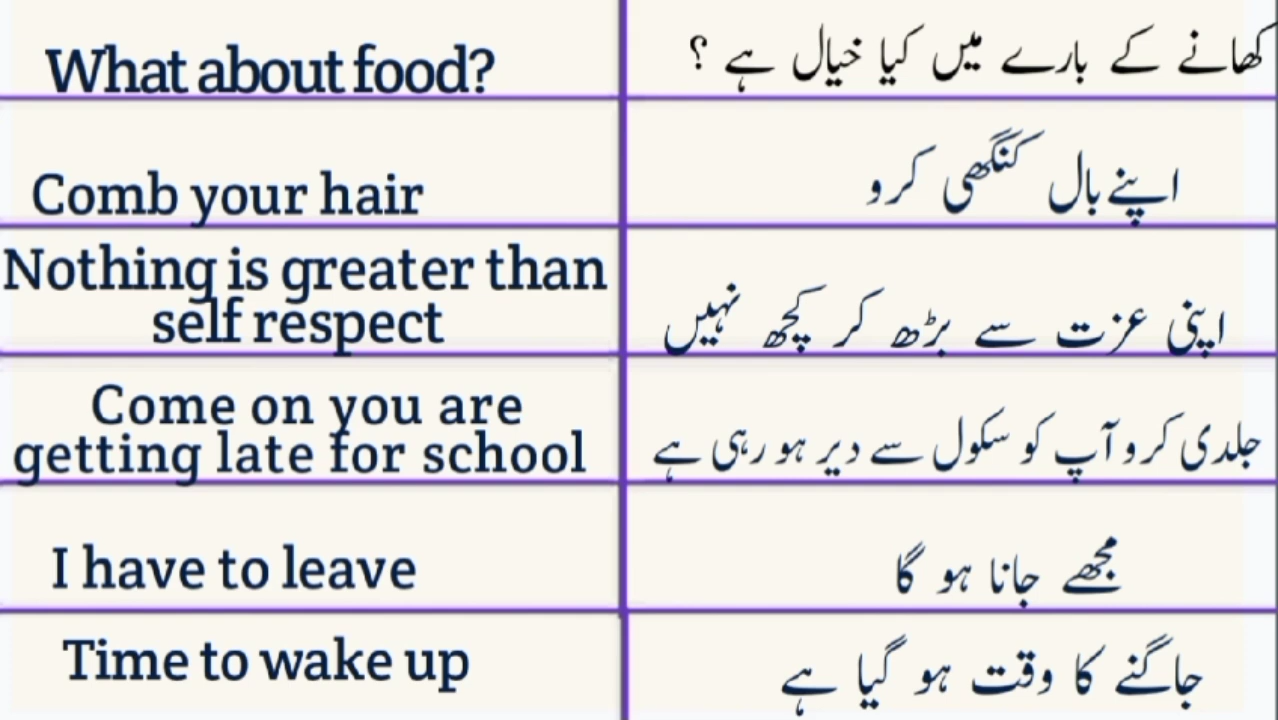 What about food?
کھانے کے بارے میں کیا خیال ہے ؟
Comb your hair
اپنے بال کنگھی کرو
Nothing is greater than
self respect
اپنی عزت سے بڑھ کر کچھ نہیں
Come on you are
getting late for school
جلدی کرو آپ کو سکول سے دیر ہو رہی ہے
I have to leave
مجھے جانا ہو گا
Time to wake up
جاگنے کا وقت ہو گیا ہے